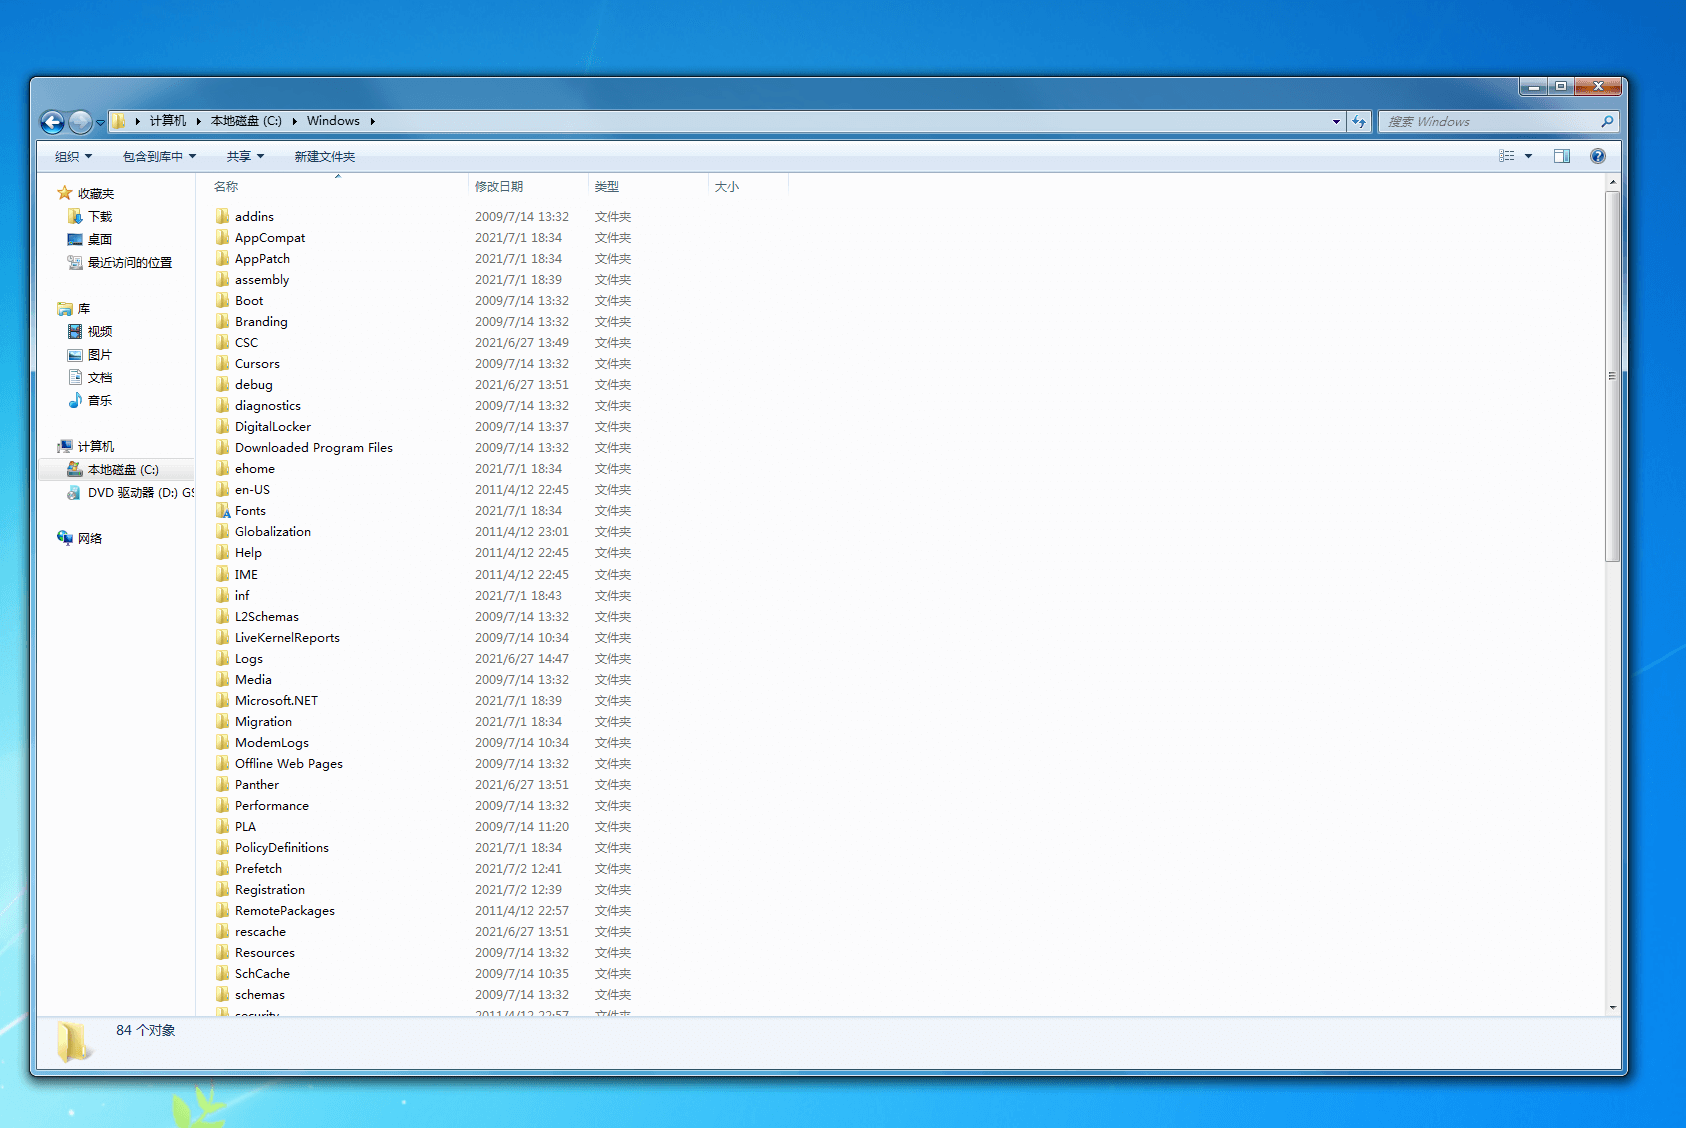 计算机 本地磁盘 (C:) Windows 搜索 Windows
组织 包含到库中 共享 新建文件夹
收藏夹
下载
桌面
最近访问的位置
库
视频
图片
文档
音乐
计算机
本地磁盘 (C:)
DVD 驱动器 (D:) GS
网络
名称 修改日期 类型 大小
addins 2009/7/14 13:32 文件夹
AppCompat 2021/7/1 18:34 文件夹
AppPatch 2021/7/1 18:34 文件夹
assembly 2021/7/1 18:39 文件夹
Boot 2009/7/14 13:32 文件夹
Branding 2009/7/14 13:32 文件夹
CSC 2021/6/27 13:49 文件夹
Cursors 2009/7/14 13:32 文件夹
debug 2021/6/27 13:51 文件夹
diagnostics 2009/7/14 13:32 文件夹
DigitalLocker 2009/7/14 13:37 文件夹
Downloaded Program Files 2009/7/14 13:32 文件夹
ehome 2021/7/1 18:34 文件夹
en-US 2011/4/12 22:45 文件夹
Fonts 2021/7/1 18:34 文件夹
Globalization 2011/4/12 23:01 文件夹
Help 2011/4/12 22:45 文件夹
IME 2011/4/12 22:45 文件夹
inf 2021/7/1 18:43 文件夹
L2Schemas 2009/7/14 13:32 文件夹
LiveKernelReports 2009/7/14 10:34 文件夹
Logs 2021/6/27 14:47 文件夹
Media 2009/7/14 13:32 文件夹
Microsoft.NET 2021/7/1 18:39 文件夹
Migration 2021/7/1 18:34 文件夹
ModemLogs 2009/7/14 10:34 文件夹
Offline Web Pages 2009/7/14 13:32 文件夹
Panther 2021/6/27 13:51 文件夹
Performance 2009/7/14 13:32 文件夹
PLA 2009/7/14 11:20 文件夹
PolicyDefinitions 2021/7/1 18:34 文件夹
Prefetch 2021/7/2 12:41 文件夹
Registration 2021/7/2 12:39 文件夹
RemotePackages 2011/4/12 22:57 文件夹
rescache 2021/6/27 13:51 文件夹
Resources 2009/7/14 13:32 文件夹
SchCache 2009/7/14 10:35 文件夹
schemas 2009/7/14 13:32 文件夹
security 2011/4/12 22:57 文件夹
84 个对象